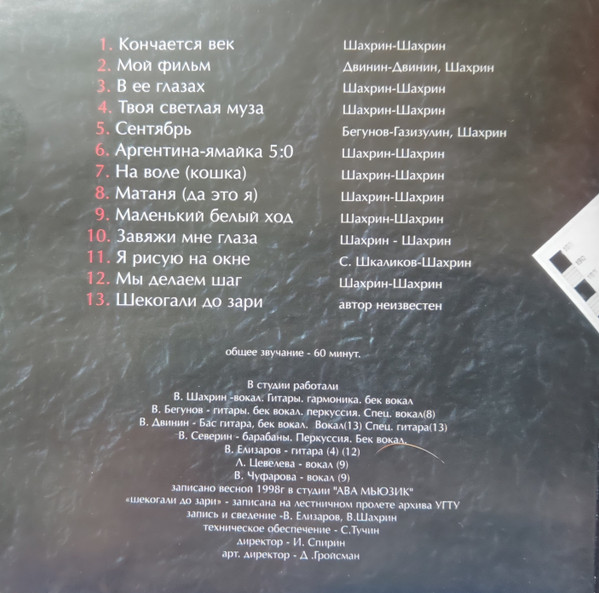 1. Кончается век Шахрин-Шахрин
2. Мой фильм Двинин-Двинин, Шахрин
3. В ее глазах Шахрин-Шахрин
4. Твоя светлая муза Шахрин-Шахрин
5. Сентябрь Бегунов-Газизулин, Шахрин
6. Аргентина-ямайка 5:0 Шахрин-Шахрин
7. На воле (кошка) Шахрин-Шахрин
8. Матаня (да это я) Шахрин-Шахрин
9. Маленький белый ход Шахрин-Шахрин
10. Завяжи мне глаза Шахрин - Шахрин
11. Я рисую на окне С. Шкаликов-Шахрин
12. Мы делаем шаг Шахрин-Шахрин
13. Шекогали до зари автор неизвестен
общее звучание - 60 минут.
В студии работали
В. Шахрин -вокал. Гитары. гармоника. бек вокал
В. Бегунов - гитары. бек вокал. перкуссия. Спец. вокал(8)
В. Двинин - Бас гитара, бек вокал. Вокал(13) Спец. гитара(13)
В. Северин - барабаны. Перкуссия. Бек вокал.
В. Елизаров - гитара (4) (12)
Л. Цевелева - вокал (9)
В. Чуфарова - вокал (9)
записано весной 1998г в студии "АВА МЬЮЗИК"
«шекогали до зари» - записана на лестничном пролете архива УГТУ
запись и сведение -В. Елизаров, В.Шахрин
техническое обеспечение - С.Тучин
директор - И. Спирин
арт. директор - Д .Гройсман